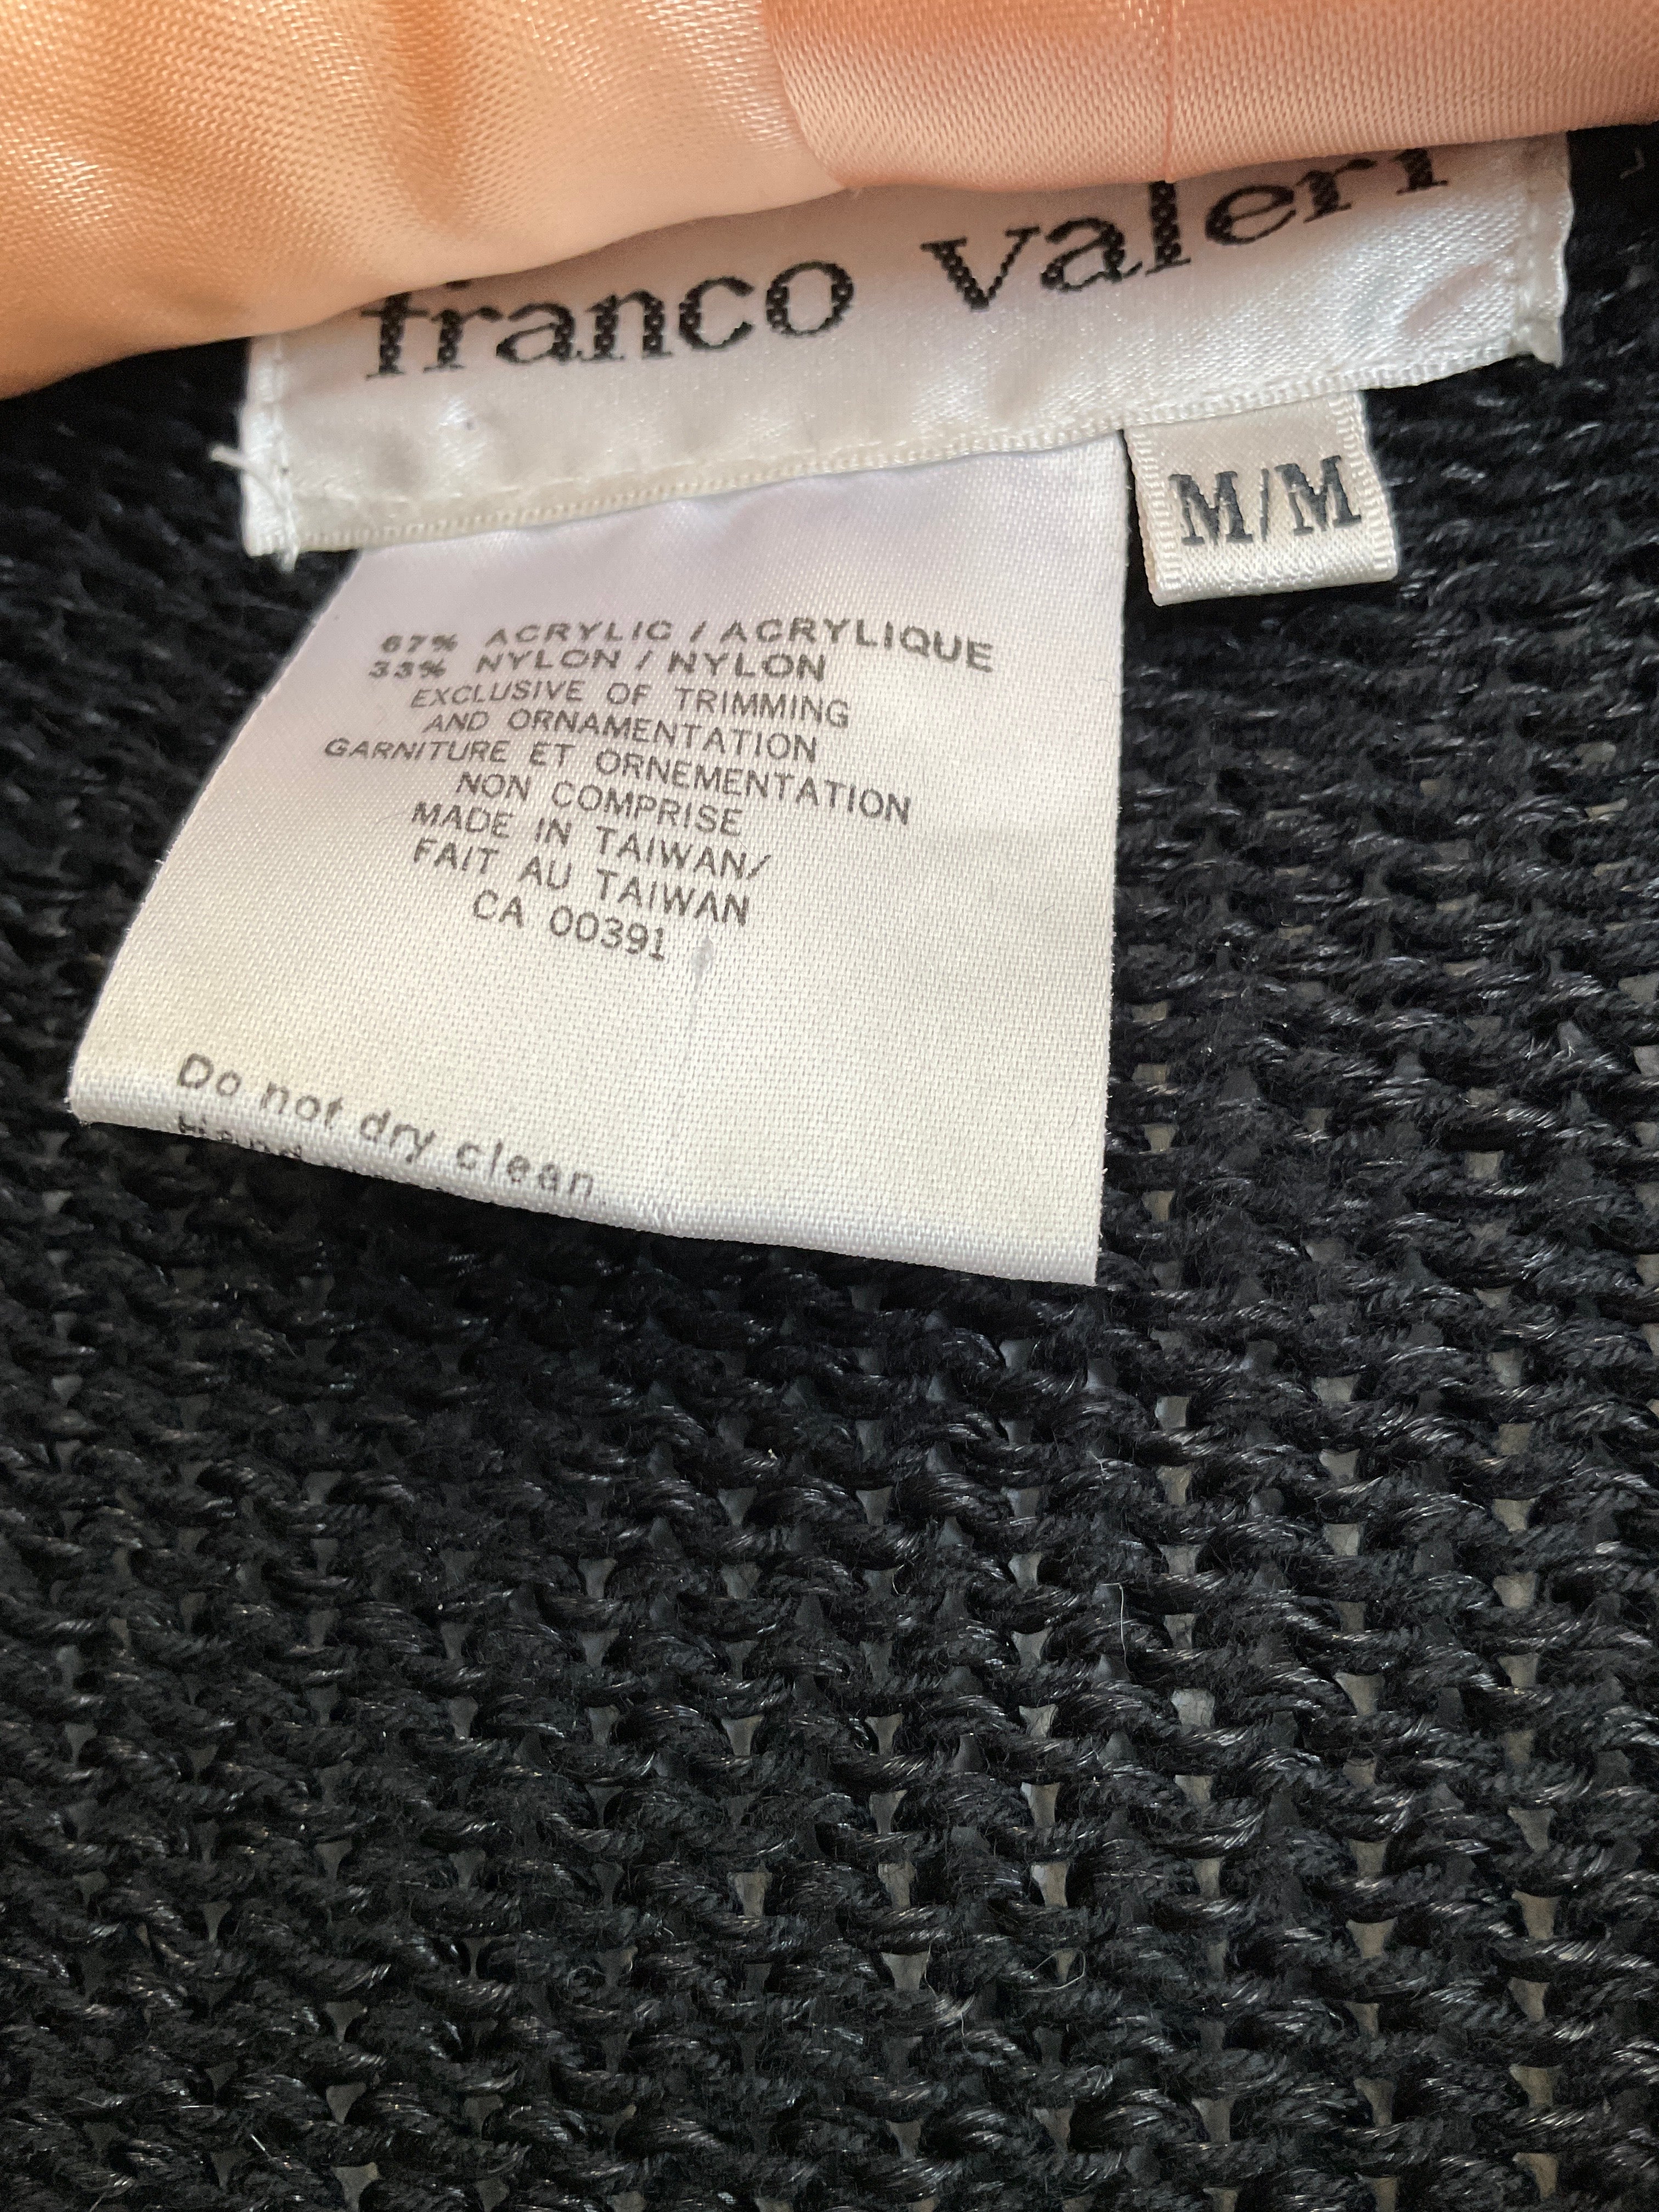 franco valeri
M/M
67% ACRYLIC / ACRYLIQUE
33% NYLON / NYLON
EXCLUSIVE OF TRIMMING
AND ORNAMENTATION
GARNITURE ET ORNEMENTATION
NON COMPRISE
MADE IN TAIWAN/
FAIT AU TAIWAN
CA 00391
Do not dry clean.
Hand